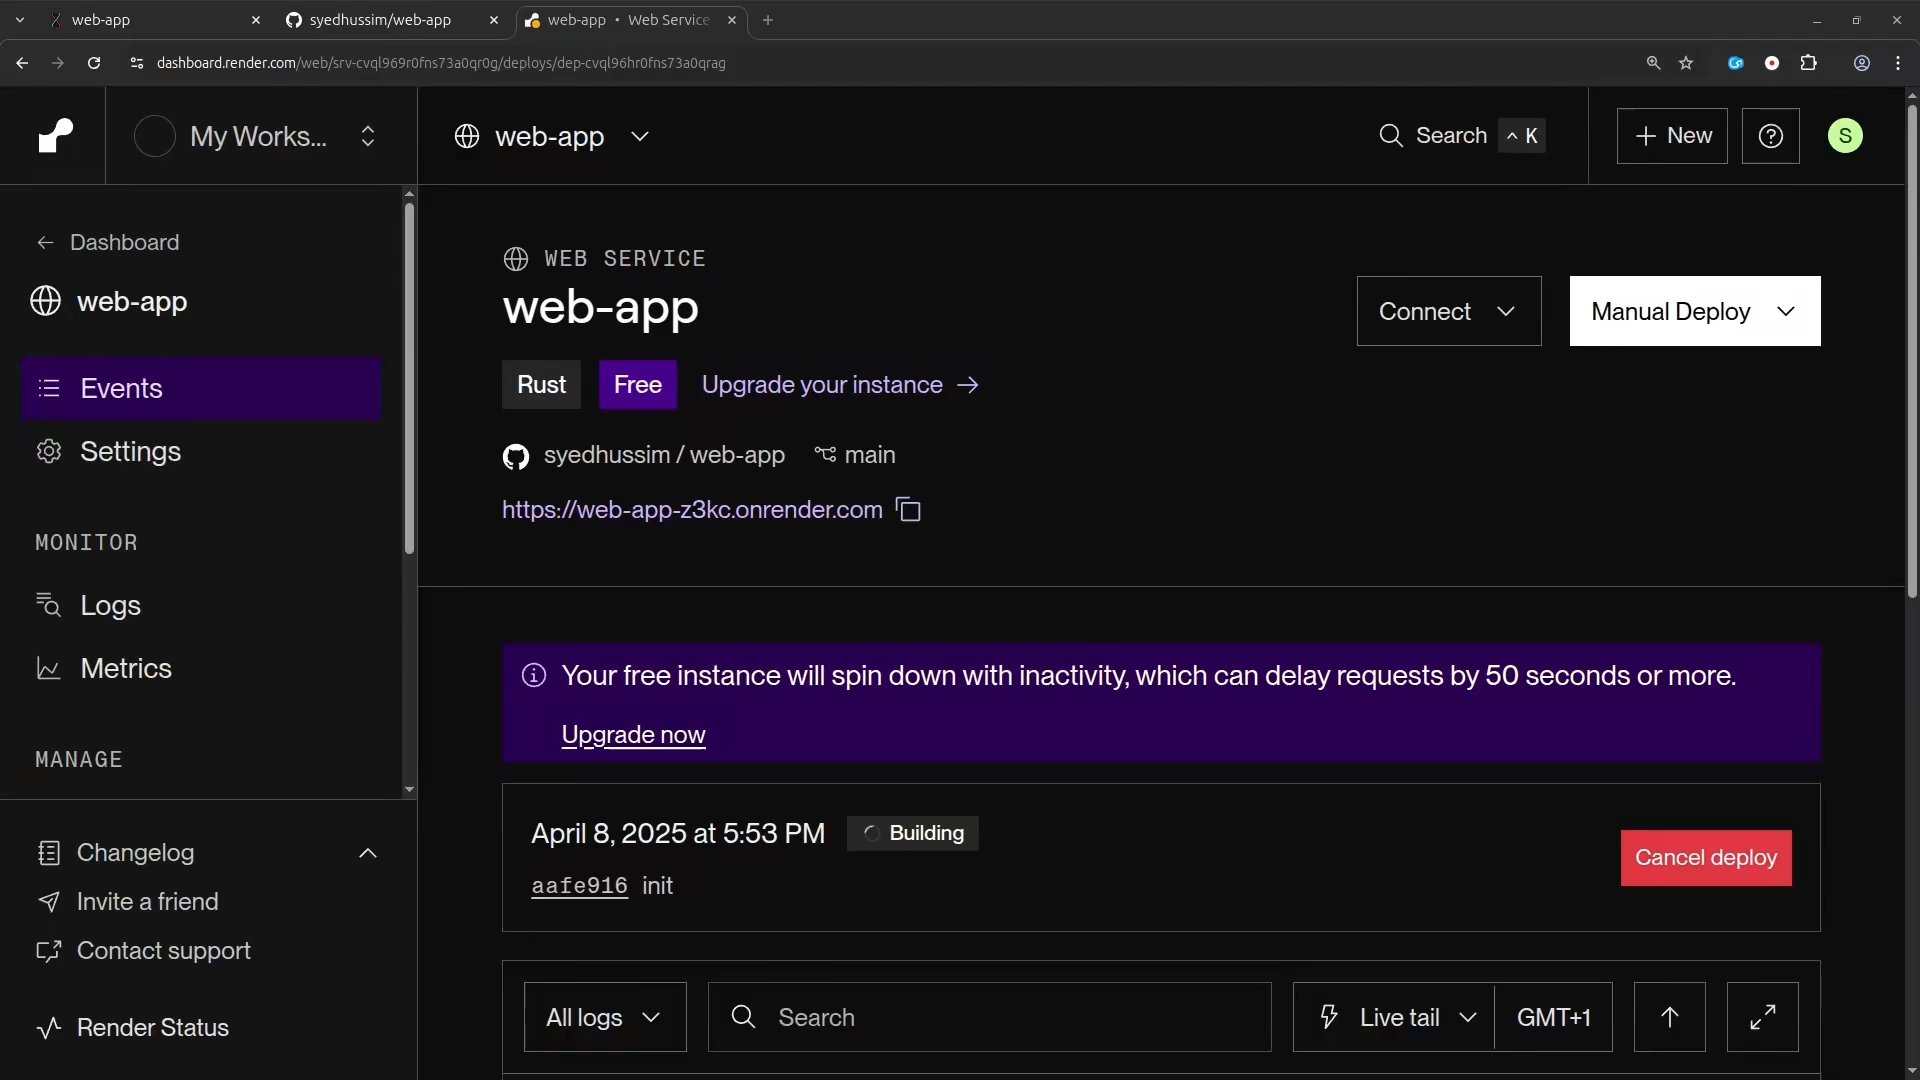 web-app
syedhussim/web-app
web-app • Web Service
dashboard.render.com/web/srv-cvql969r0fns73a0qr0g/deploys/dep-cvql96hr0fns73a0qrag
My Works...
web-app
Search
^ K
+ New
S
← Dashboard
web-app
Events
Settings
MONITOR
Logs
Metrics
MANAGE
Changelog
Invite a friend
Contact support
Render Status
WEB SERVICE
web-app
Connect
Manual Deploy
Rust
Free
Upgrade your instance →
syedhussim / web-app
main
https://web-app-z3kc.onrender.com
Your free instance will spin down with inactivity, which can delay requests by 50 seconds or more.
Upgrade now
April 8, 2025 at 5:53 PM
Building
aafe916 init
Cancel deploy
All logs
Search
Live tail
GMT+1